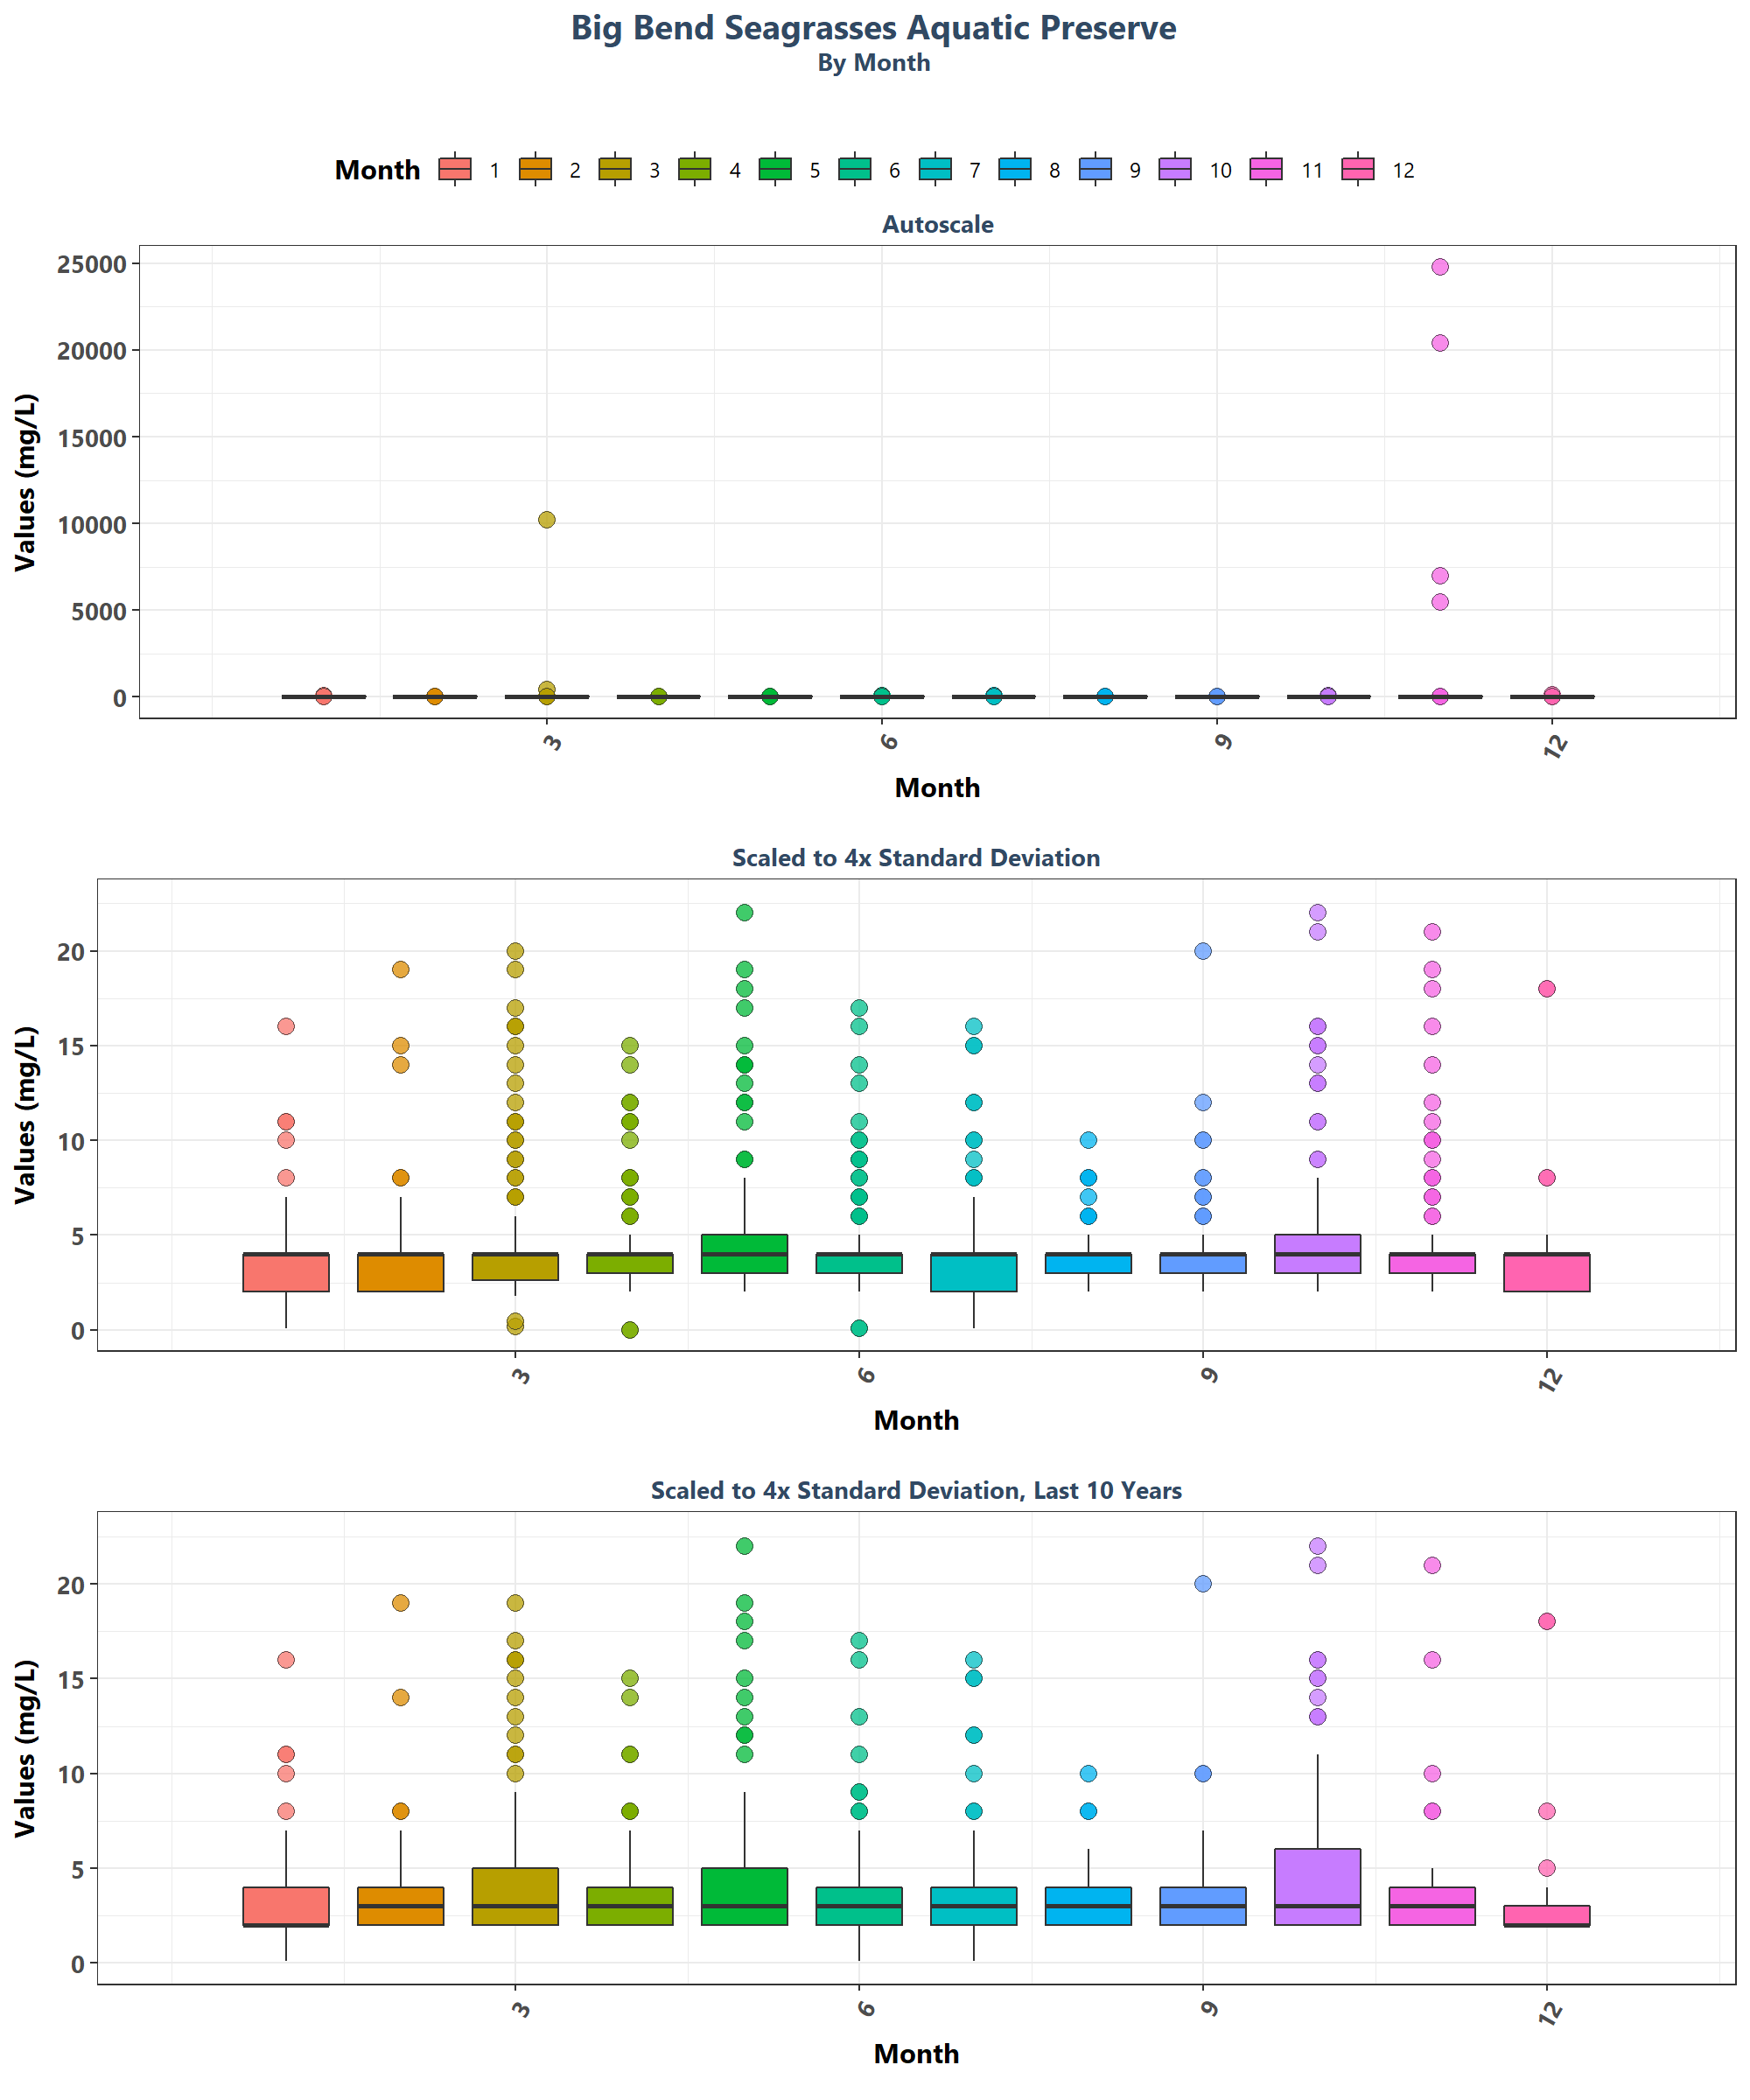 Big Bend Seagrasses Aquatic Preserve
By Month
Month 1 2 3 4 5 6 7 8 9 10 11 12
Autoscale
Values (mg/L)
25000
20000
15000
10000
5000
0
3 6 9 12
Month
Scaled to 4x Standard Deviation
Values (mg/L)
20
15
10
5
0
3 6 9 12
Month
Scaled to 4x Standard Deviation, Last 10 Years
Values (mg/L)
20
15
10
5
0
3 6 9 12
Month